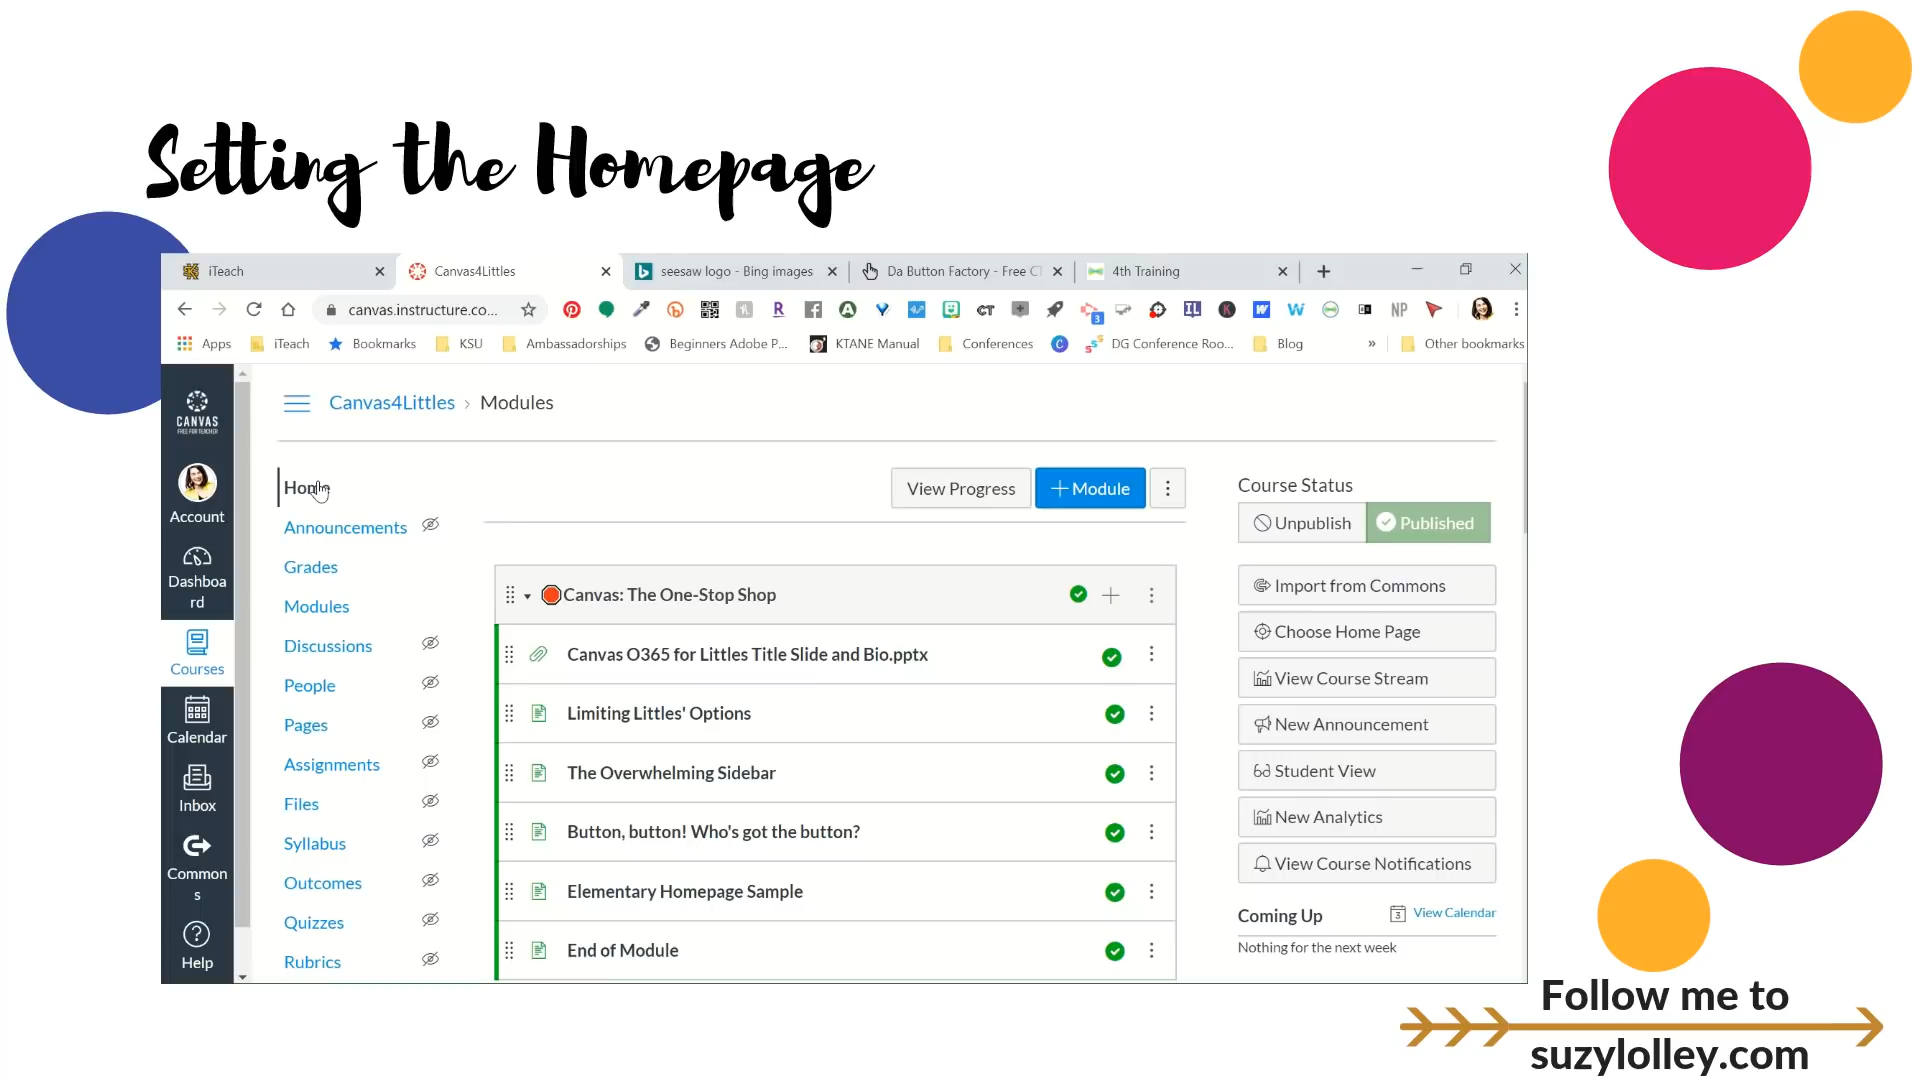 Setting the Homepage
iTeach
Canvas4Littles
seesaw logo - Bing images
Da Button Factory - Free CT
4th Training
canvas.instructure.co...
Apps
iTeach
Bookmarks
KSU
Ambassadorships
Beginners Adobe P...
KTANE Manual
Conferences
DG Conference Roo...
Blog
»
Other bookmarks
CANVAS
FREE FOR TEACHER
Account
Dashboa
rd
Courses
Calendar
Inbox
Common
s
Help
Canvas4Littles › Modules
Home
Announcements
Grades
Modules
Discussions
People
Pages
Assignments
Files
Syllabus
Outcomes
Quizzes
Rubrics
View Progress
+ Module
Canvas: The One-Stop Shop
Canvas O365 for Littles Title Slide and Bio.pptx
Limiting Littles' Options
The Overwhelming Sidebar
Button, button! Who's got the button?
Elementary Homepage Sample
End of Module
Course Status
Unpublish
Published
Import from Commons
Choose Home Page
View Course Stream
New Announcement
Student View
New Analytics
View Course Notifications
Coming Up
3 View Calendar
Nothing for the next week
Follow me to
suzylolley.com